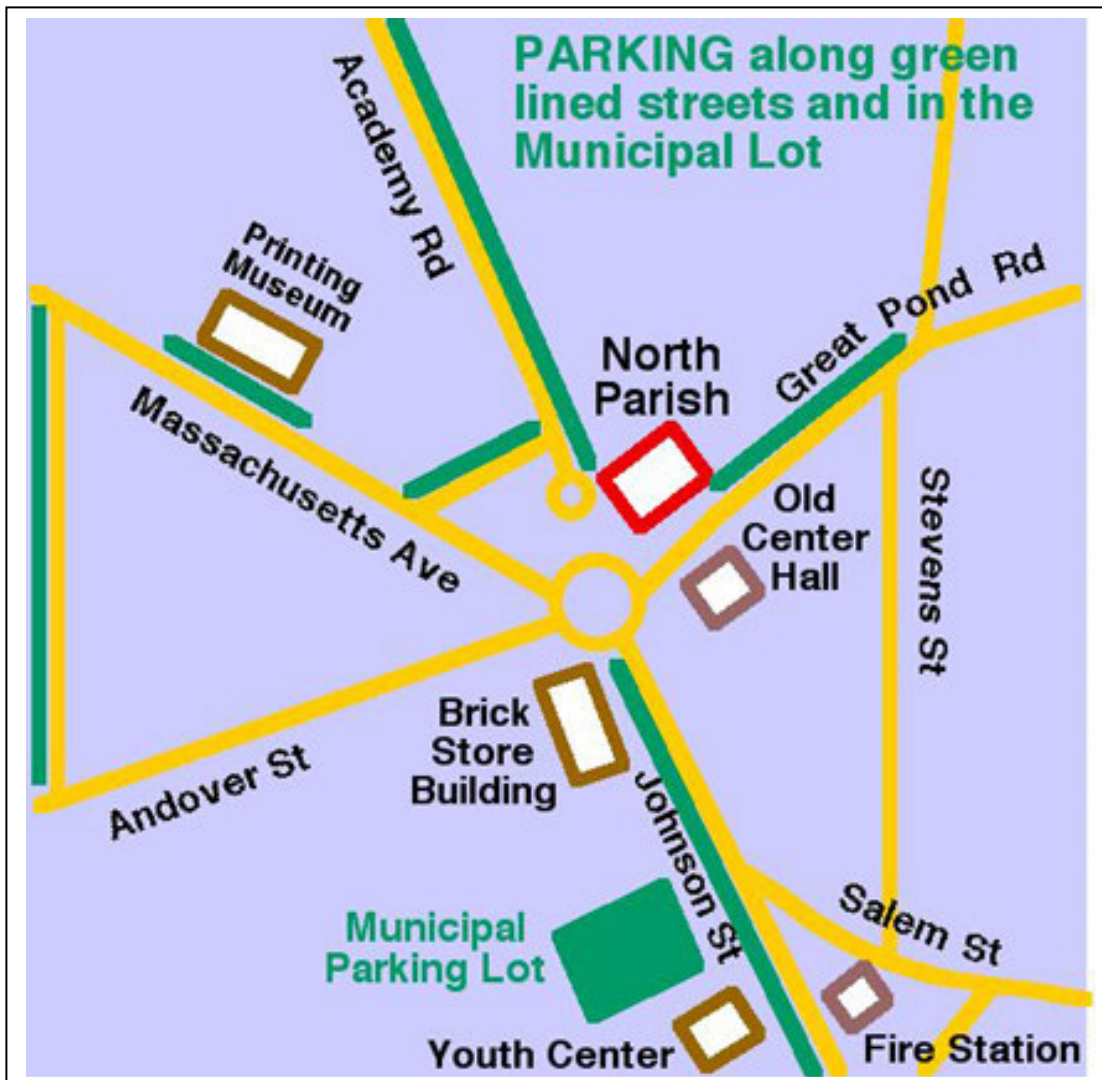 PARKING along green
lined streets and in the
Municipal Lot
Academy Rd
Printing
Museum
Great Pond Rd
North
Parish
Massachusetts Ave
Old
Center
Hall
Stevens St
Brick
Store
Building
Andover St
Johnson St
Salem St
Municipal
Parking Lot
Youth Center
Fire Station